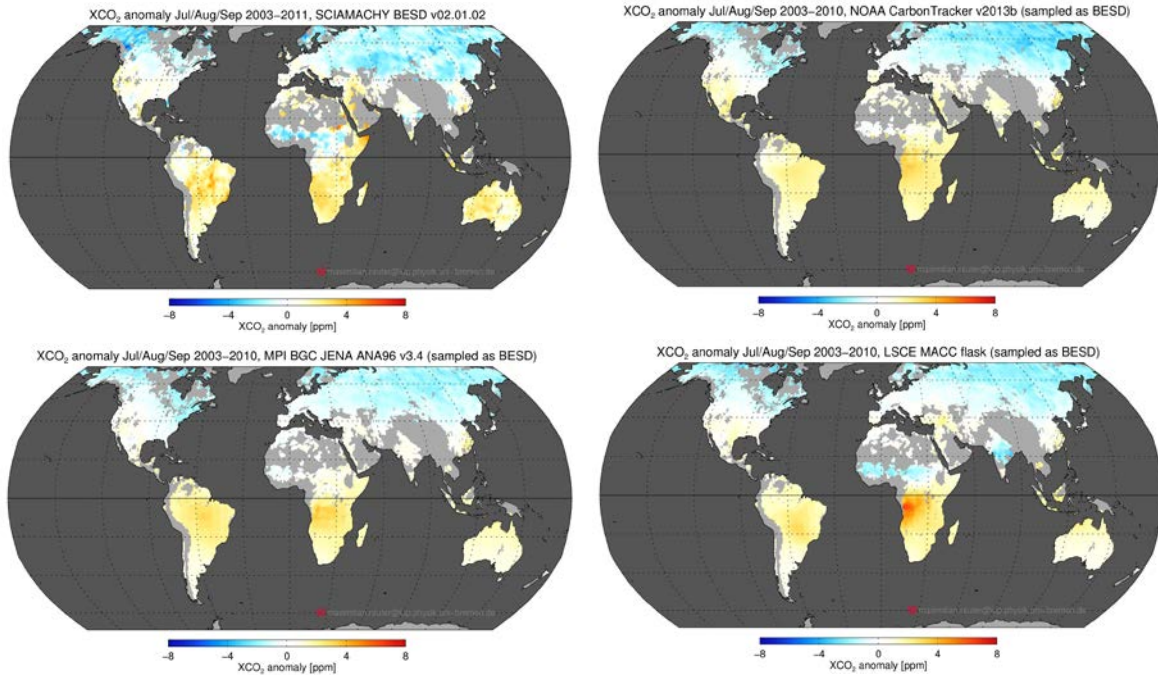 XCO₂ anomaly Jul/Aug/Sep 2003−2011, SCIAMACHY BESD v02.01.02
−8 −4 0 4 8
XCO₂ anomaly [ppm]
XCO₂ anomaly Jul/Aug/Sep 2003−2010, NOAA CarbonTracker v2013b (sampled as BESD)
−8 −4 0 4 8
XCO₂ anomaly [ppm]
XCO₂ anomaly Jul/Aug/Sep 2003−2010, MPI BGC JENA ANA96 v3.4 (sampled as BESD)
−8 −4 0 4 8
XCO₂ anomaly [ppm]
XCO₂ anomaly Jul/Aug/Sep 2003−2010, LSCE MACC flask (sampled as BESD)
−8 −4 0 4 8
XCO₂ anomaly [ppm]